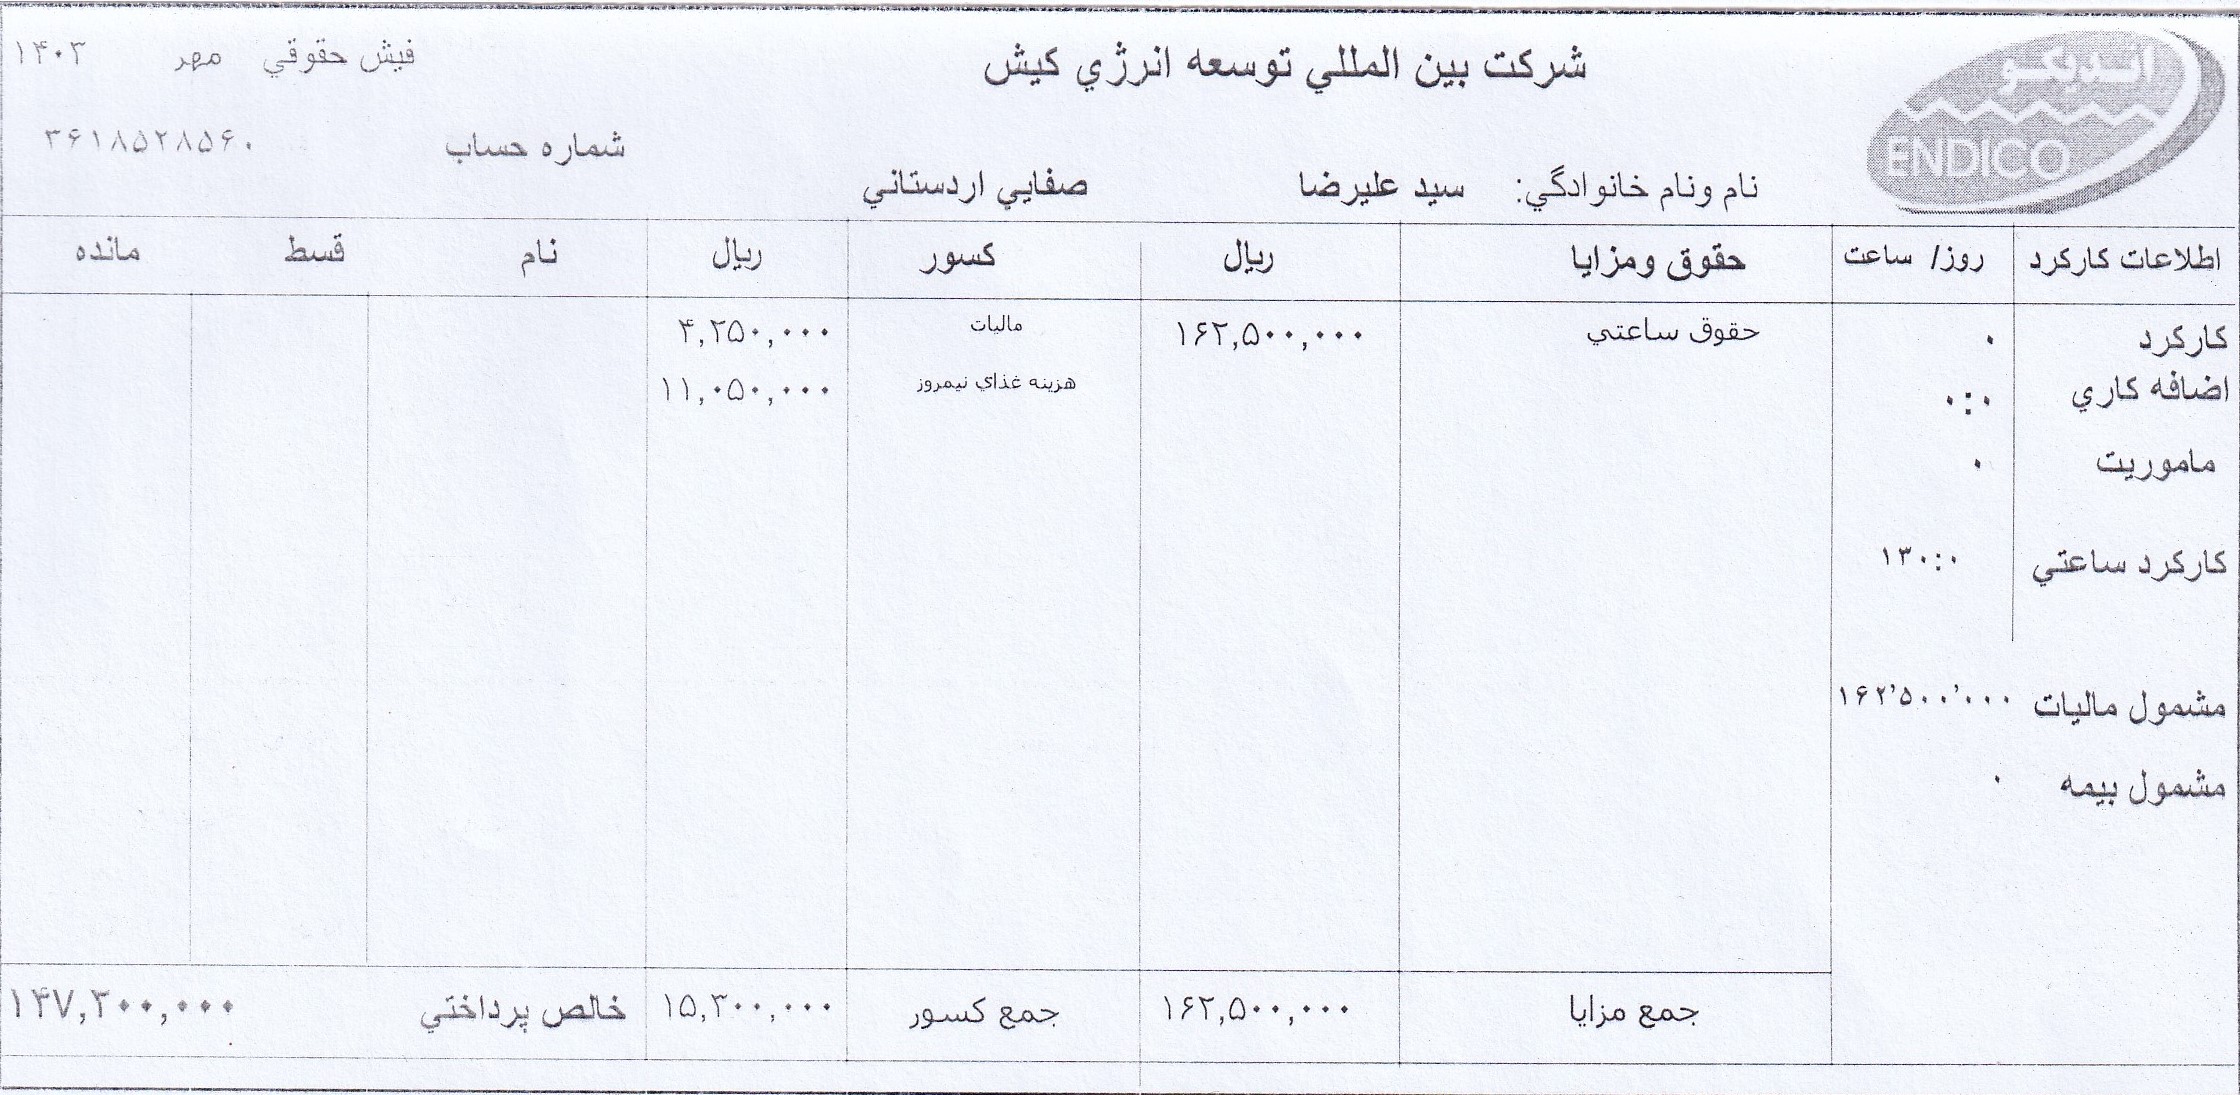 اندیکو
ENDICO
شركت بين المللي توسعه انرژي كيش
فيش حقوقي مهر ۱۴۰۳
شماره حساب ۳۶۱۸۵۲۸۵۶۰
نام ونام خانوادگي: سيد عليرضا صفايي اردستاني
اطلاعات كاركرد روز/ ساعت حقوق ومزايا ريال كسور ريال نام قسط مانده
كاركرد ۰ حقوق ساعتي ۱۶۲,۵۰۰,۰۰۰ ماليات ۴,۲۵۰,۰۰۰
اضافه كاري ۰:۰ هزينه غذاي نيمروز ۱۱,۰۵۰,۰۰۰
ماموريت ۰
كاركرد ساعتي ۱۳۰:۰
مشمول ماليات ۱۶۲'۵۰۰'۰۰۰
مشمول بيمه ۰
جمع مزايا ۱۶۲,۵۰۰,۰۰۰ جمع كسور ۱۵,۳۰۰,۰۰۰ خالص پرداختي ۱۴۷,۲۰۰,۰۰۰